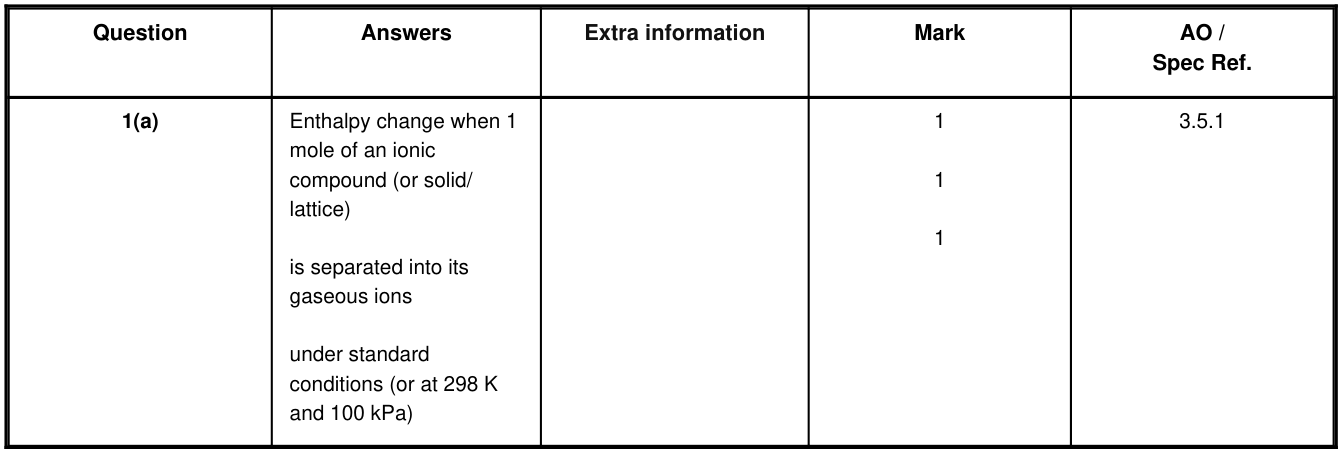 Question Answers Extra information Mark AO /
Spec Ref.
1(a) Enthalpy change when 1 1 3.5.1
mole of an ionic
compound (or solid/ 1
lattice)
1
is separated into its
gaseous ions
under standard
conditions (or at 298 K
and 100 kPa)